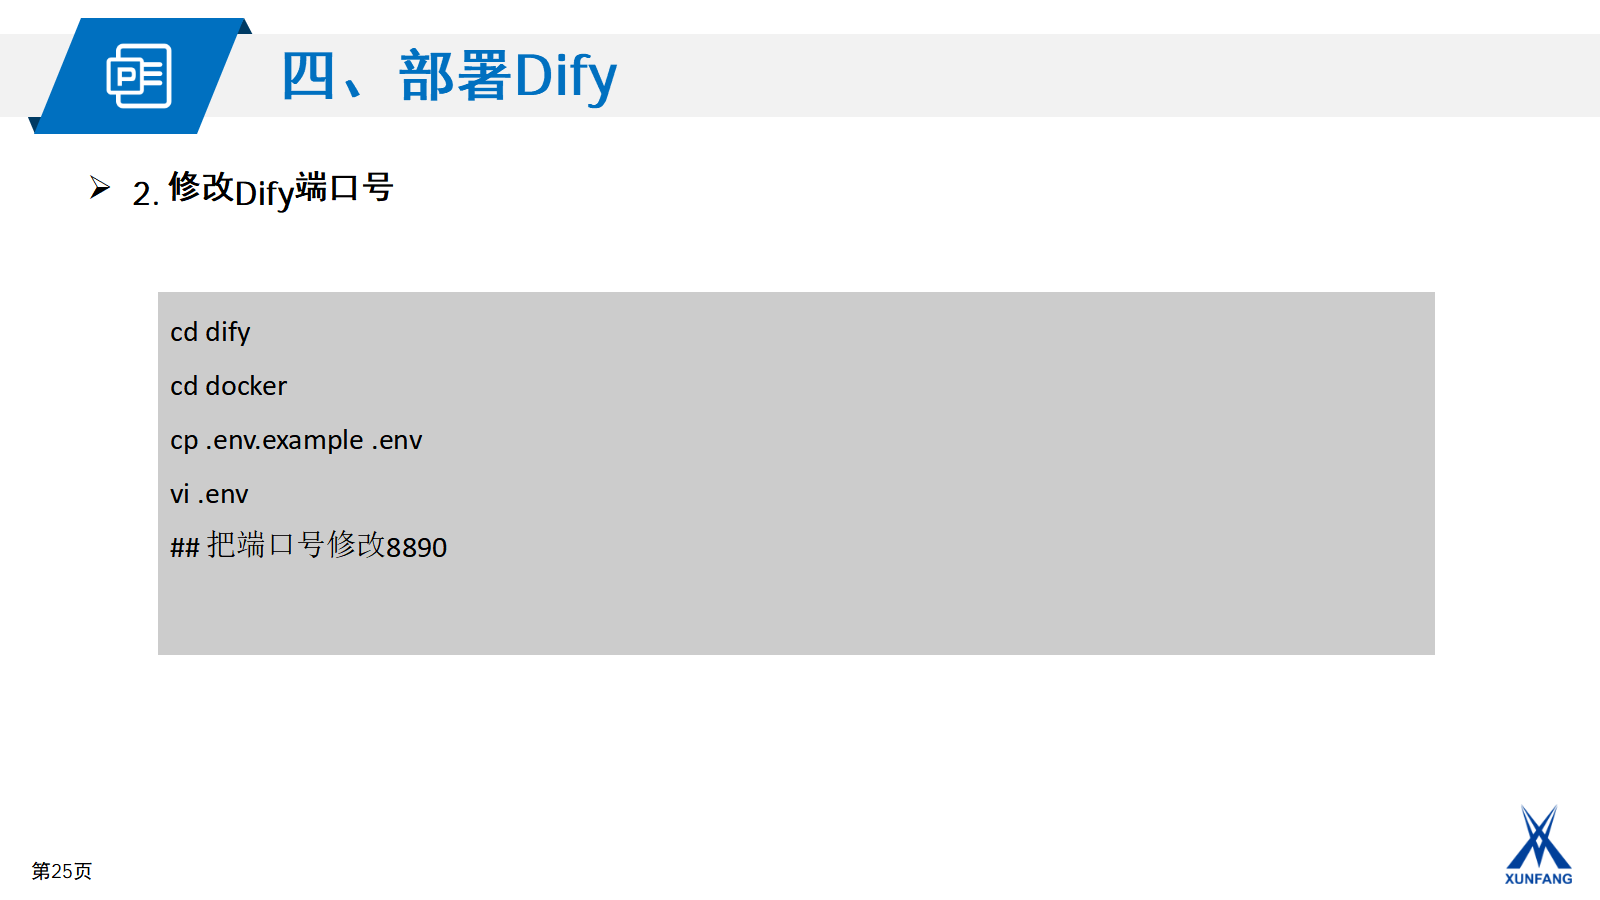 四、部署Dify
2. 修改Dify端口号
cd dify
cd docker
cp .env.example .env
vi .env
## 把端口号修改8890
第25页
XUNFANG